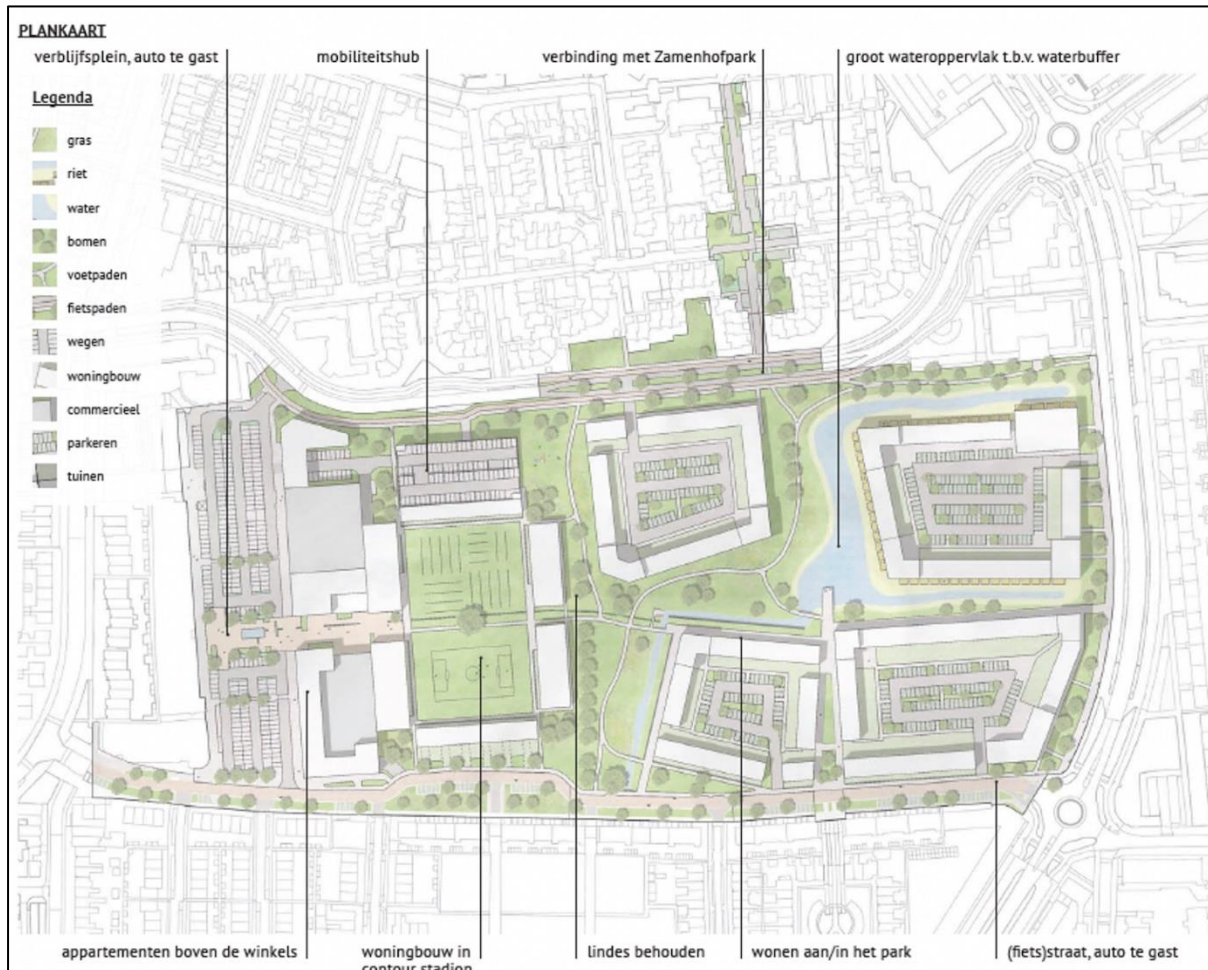 PLANKAART
verblijfsplein, auto te gast
mobiliteitshub
verbinding met Zamenhofpark
groot wateroppervlak t.b.v. waterbuffer
Legenda
gras
riet
water
bomen
voetpaden
fietspaden
wegen
woningbouw
commercieel
parkeren
tuinen
appartementen boven de winkels
woningbouw in
contour stadion
lindes behouden
wonen aan/in het park
(fiets)straat, auto te gast